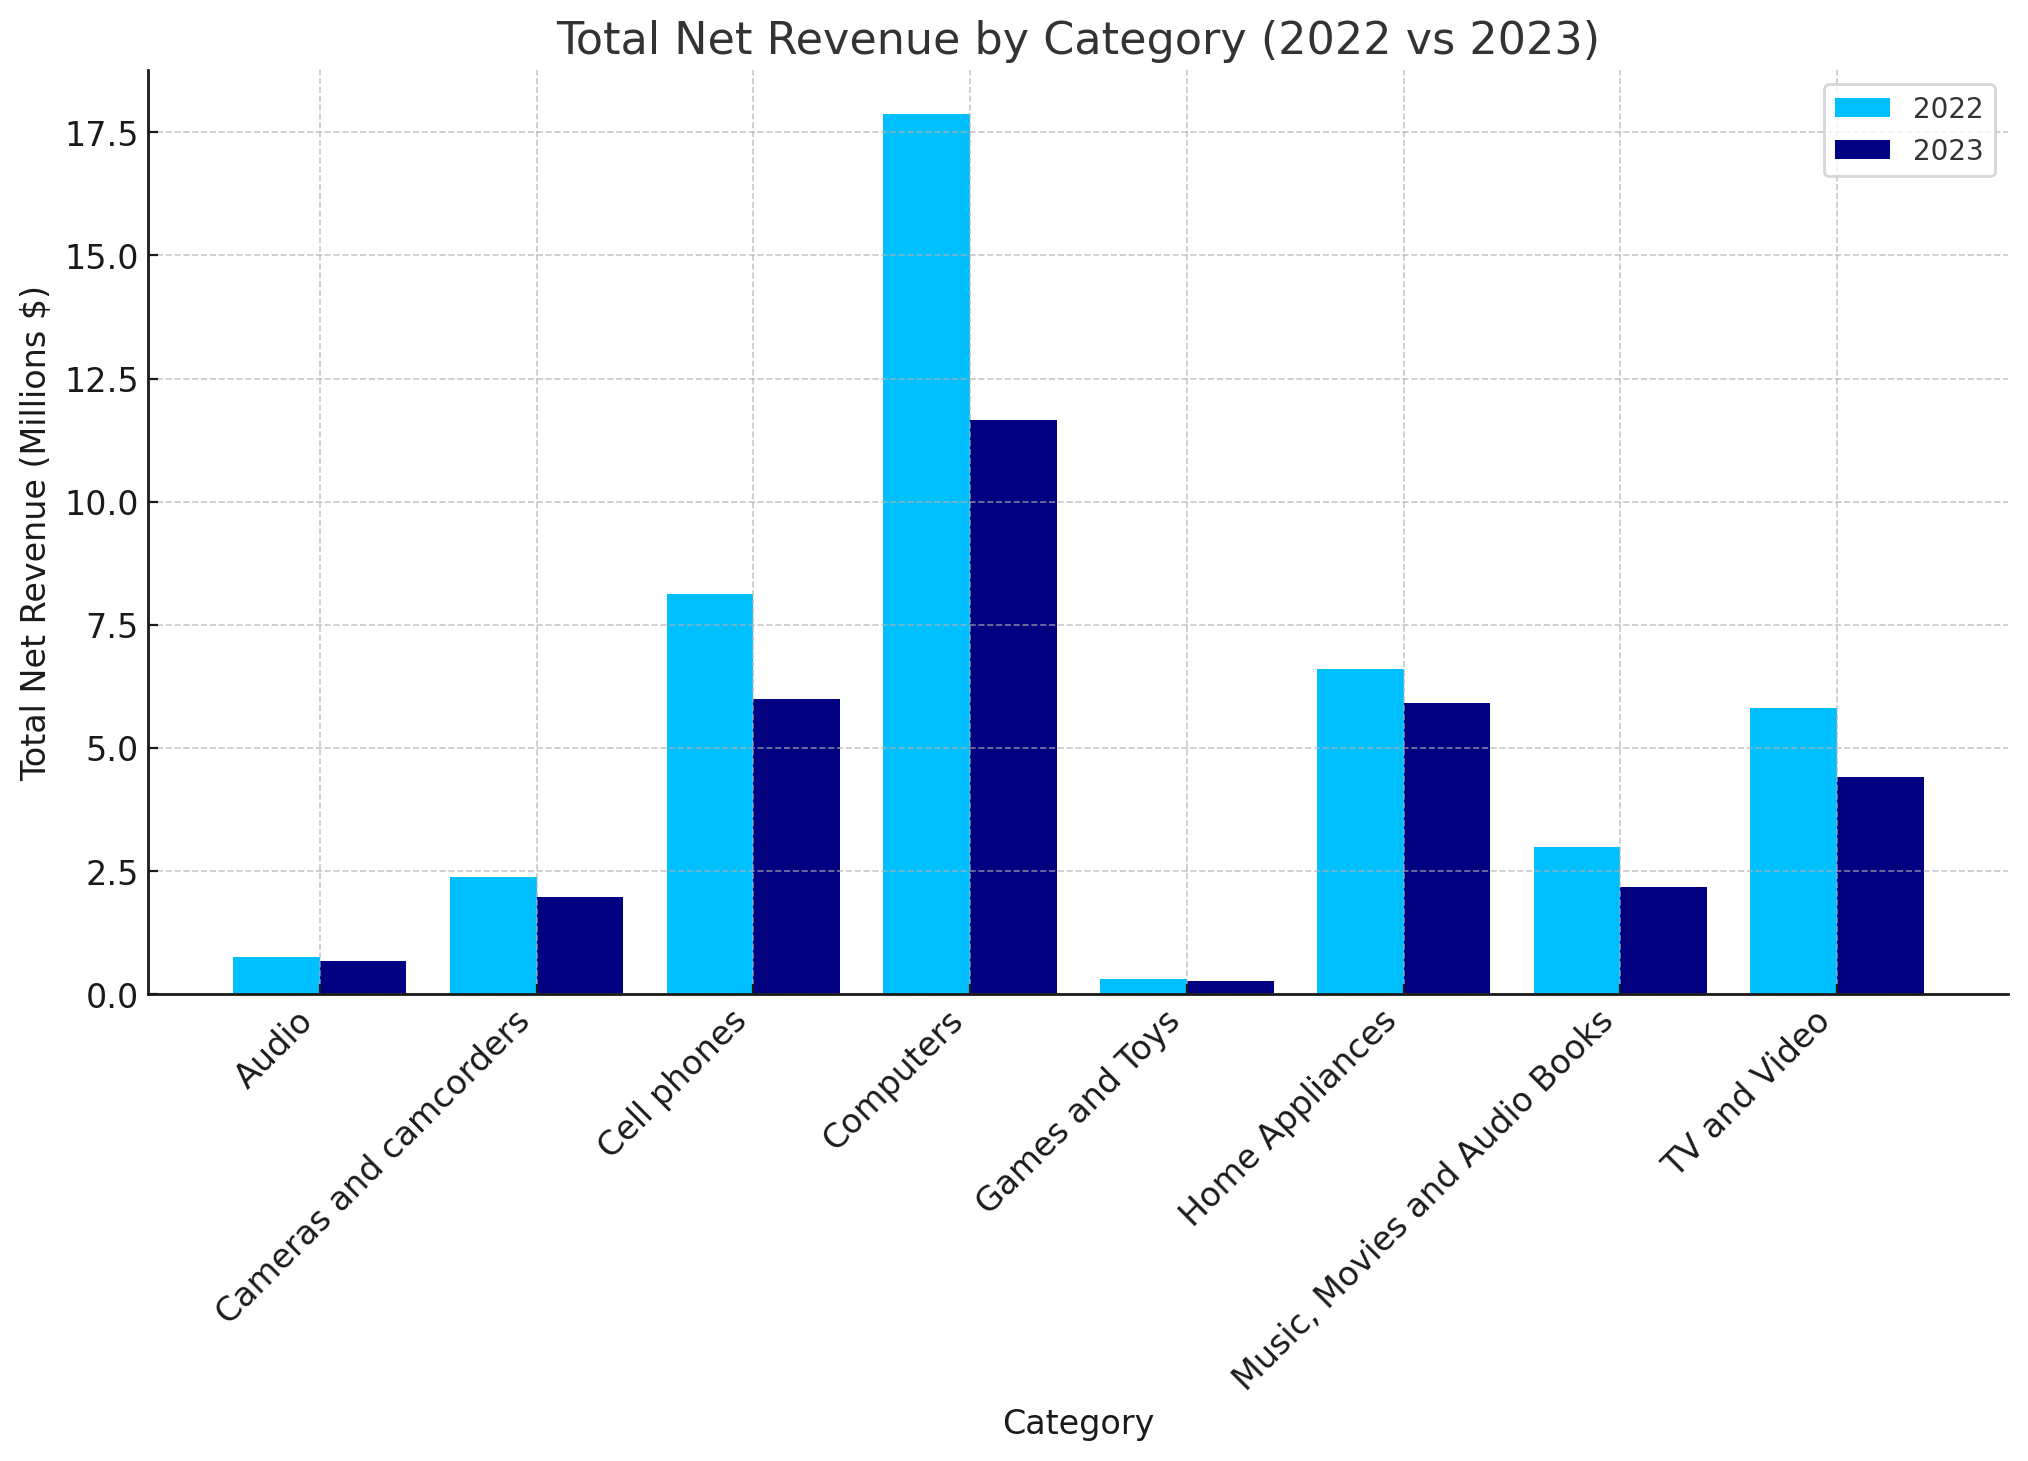 Total Net Revenue by Category (2022 vs 2023)
2022
2023
Total Net Revenue (Millions $)
17.5
15.0
12.5
10.0
7.5
5.0
2.5
0.0
Audio
Cameras and camcorders
Cell phones
Computers
Games and Toys
Home Appliances
Music, Movies and Audio Books
TV and Video
Category